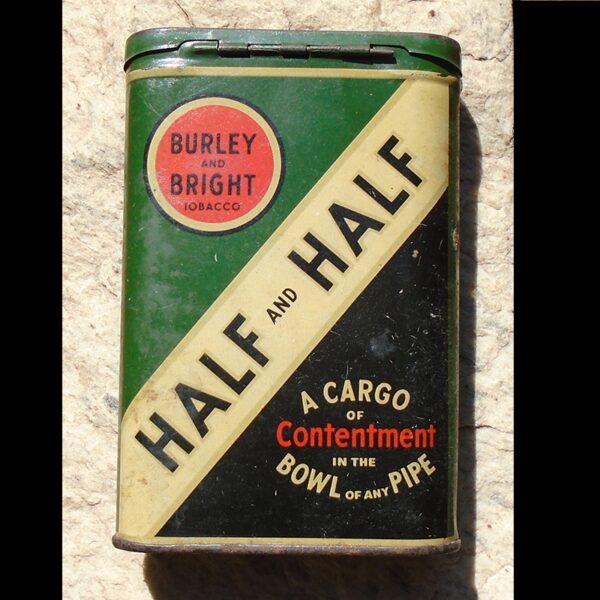 BURLEY
AND
BRIGHT
TOBACCO
HALF AND HALF
A CARGO
OF
Contentment
IN THE
BOWL OF ANY PIPE